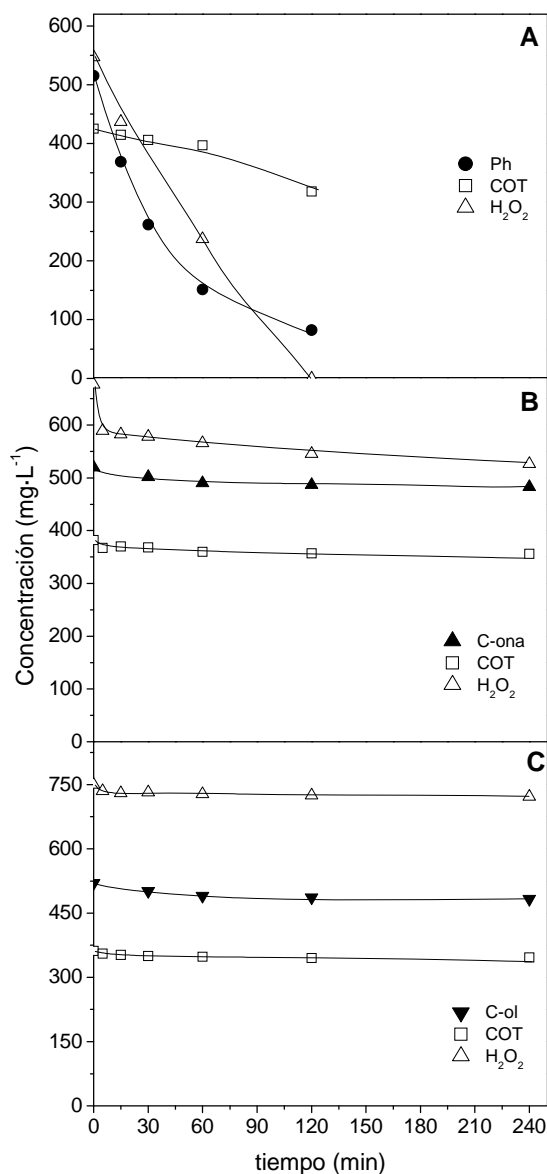 600
A
500
400
300
200
100
0
Ph
COT
H₂O₂
B
600
500
400
300
200
100
0
C-ona
COT
H₂O₂
Concentración (mg·L⁻¹)
C
750
600
450
300
150
0
C-ol
COT
H₂O₂
0 30 60 90 120 150 180 210 240
tiempo (min)